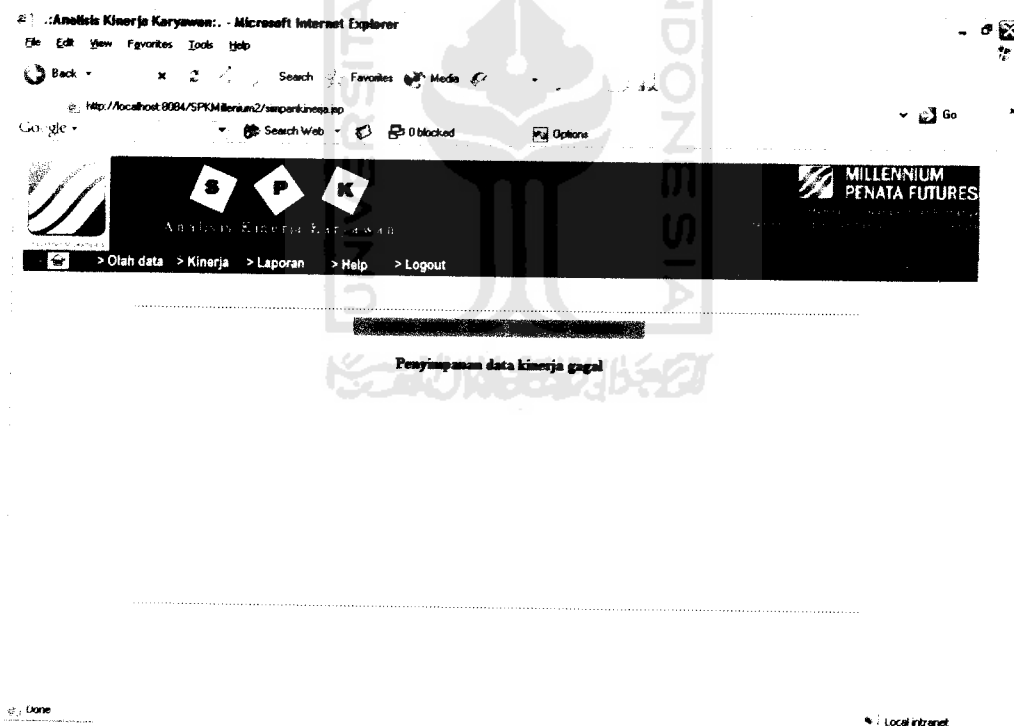 .:Analisis Kinerja Karyawan:. - Microsoft Internet Explorer
File Edit View Favorites Tools Help
Back Search Favorites Media
http://localhost:8084/SPKMillenium2/simpankinerja.jsp Go
Google Search Web 0 blocked Options
S P K
MILLENNIUM
PENATA FUTURES
Analisis Kinerja Karyawan
> Olah data > Kinerja > Laporan > Help > Logout
Penyimpanan data kinerja gagal
UNIVERSITAS
INDONESIA
Done
Local intranet